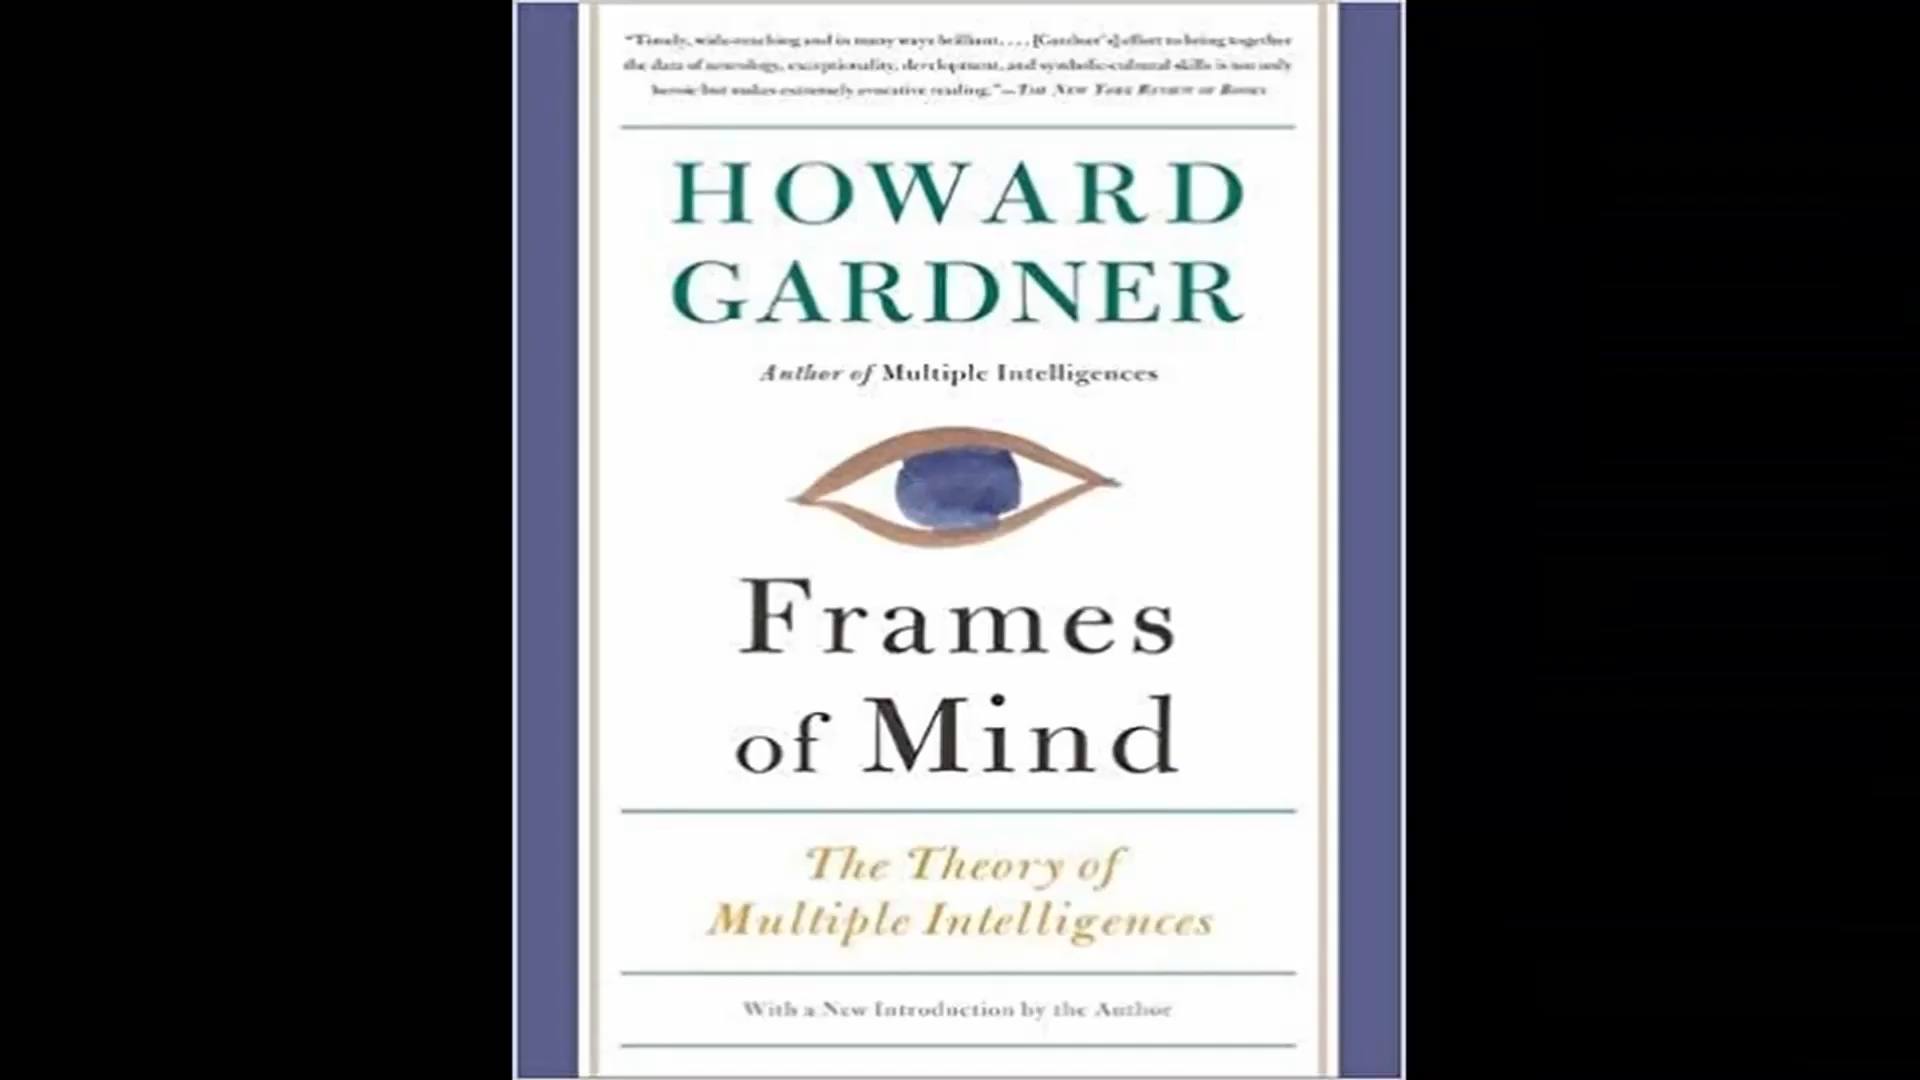 “Timely, wide-reaching and in many ways brilliant. . . . [Gardner’s] effort to bring together
the data of neurology, exceptionality, development, and symbolic-cultural skills is not only
heroic but makes extremely evocative reading.”—The New York Review of Books
HOWARD
GARDNER
Author of Multiple Intelligences
Frames
of Mind
The Theory of
Multiple Intelligences
With a New Introduction by the Author